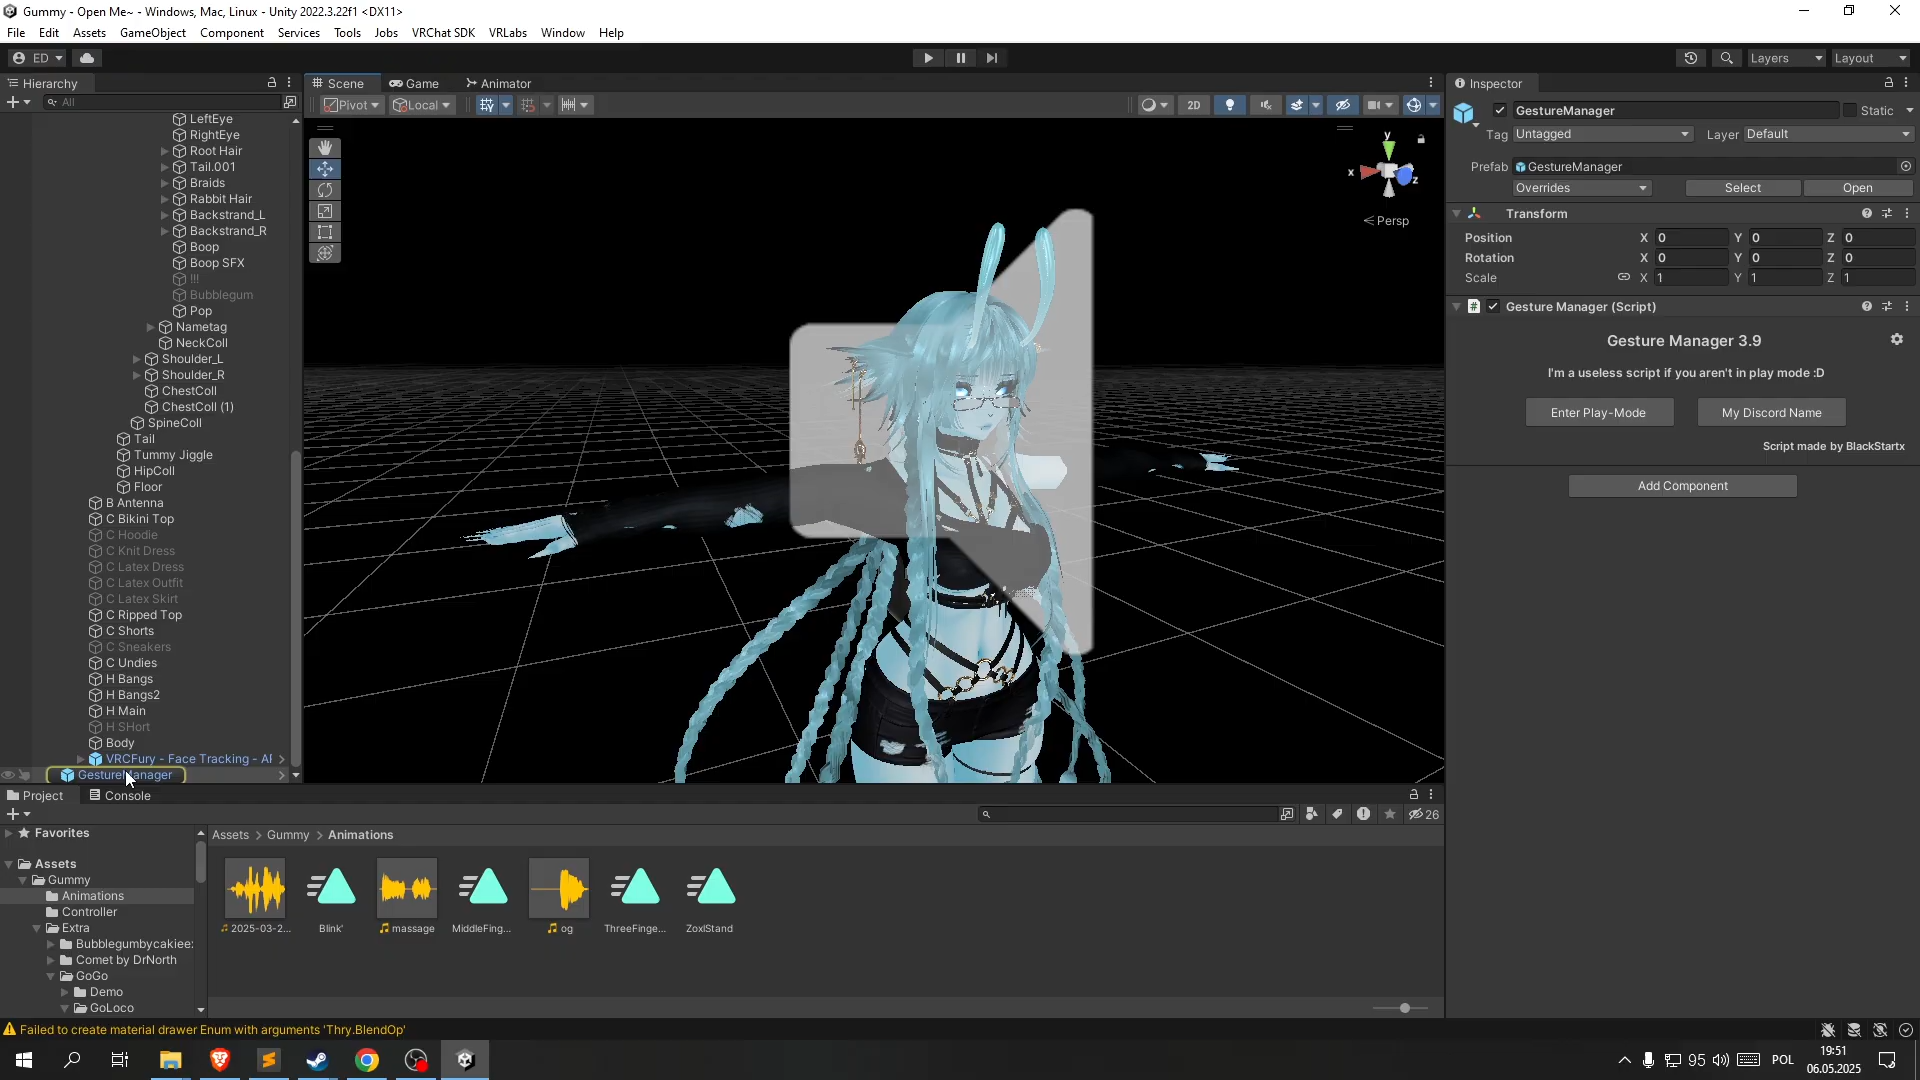 Gummy - Open Me~ - Windows, Mac, Linux - Unity 2022.3.22f1 <DX11>
File Edit Assets GameObject Component Services Tools Jobs VRChat SDK VRLabs Window Help
ED Layers Layout
Hierarchy
Scene Game Animator
Inspector
All
Pivot Local 2D
GestureManager Static
Tag Untagged Layer Default
Prefab GestureManager
Overrides Select Open
Transform
Position X 0 Y 0 Z 0
Rotation X 0 Y 0 Z 0
Scale X 1 Y 1 Z 1
Gesture Manager (Script)
Gesture Manager 3.9
I'm a useless script if you aren't in play mode :D
Enter Play-Mode My Discord Name
Script made by BlackStartx
Add Component
y
x
z
Persp
LeftEye
RightEye
Root Hair
Tail.001
Braids
Rabbit Hair
Backstrand_L
Backstrand_R
Boop
Boop SFX
!!!
Bubblegum
Pop
Nametag
NeckColl
Shoulder_L
Shoulder_R
ChestColl
ChestColl (1)
SpineColl
Tail
Tummy Jiggle
HipColl
Floor
B Antenna
C Bikini Top
C Hoodie
C Knit Dress
C Latex Dress
C Latex Outfit
C Latex Skirt
C Ripped Top
C Shorts
C Sneakers
C Undies
H Bangs
H Bangs2
H Main
H SHort
Body
VRCFury - Face Tracking - AF
GestureManager
Project Console
26
Favorites
Assets
Gummy
Animations
Controller
Extra
Bubblegumbycakiee:
Comet by DrNorth
GoGo
Demo
GoLoco
Assets > Gummy > Animations
2025-03-2... Blink' massage MiddleFing... og ThreeFinge... ZoxlStand
Failed to create material drawer Enum with arguments 'Thry.BlendOp'
95 POL
19:51
06.05.2025